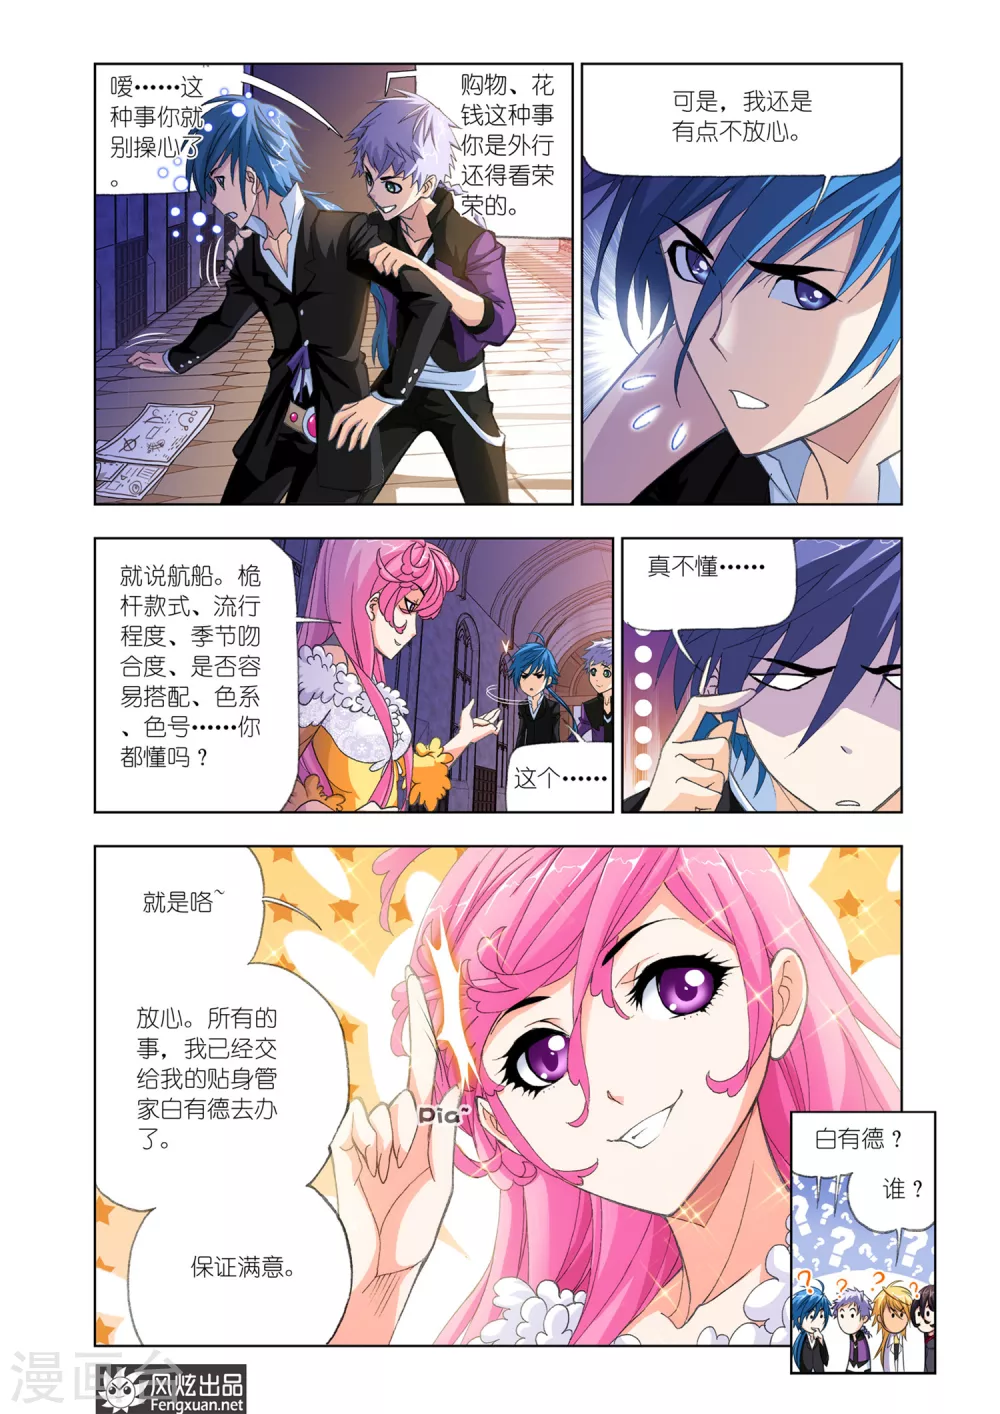 嗳……这
种事你就
别操心了
。
购物、花
钱这种事
你是外行
还得看荣
荣的。
可是，我还是
有点不放心。
就说航船。桅
杆款式、流行
程度、季节吻
合度、是否容
易搭配、色系
、色号……你
都懂吗？
这个……
真不懂……
就是咯~
放心。所有的
事，我已经交
给我的贴身管
家白有德去办
了。
Dia~
保证满意。
白有德？
谁？
漫画台
风炫出品
Fengxuan.net